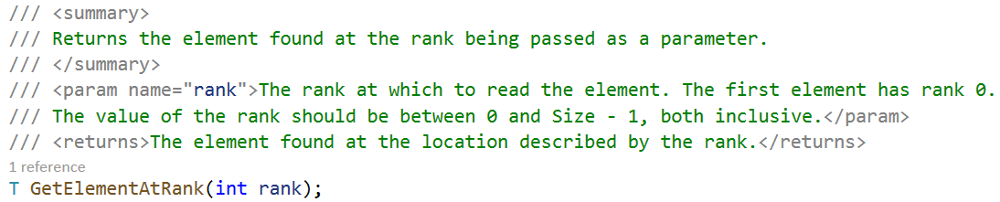 /// <summary>
/// Returns the element found at the rank being passed as a parameter.
/// </summary>
/// <param name="rank">The rank at which to read the element. The first element has rank 0.
/// The value of the rank should be between 0 and Size - 1, both inclusive.</param>
/// <returns>The element found at the location described by the rank.</returns>
1 reference
T GetElementAtRank(int rank);